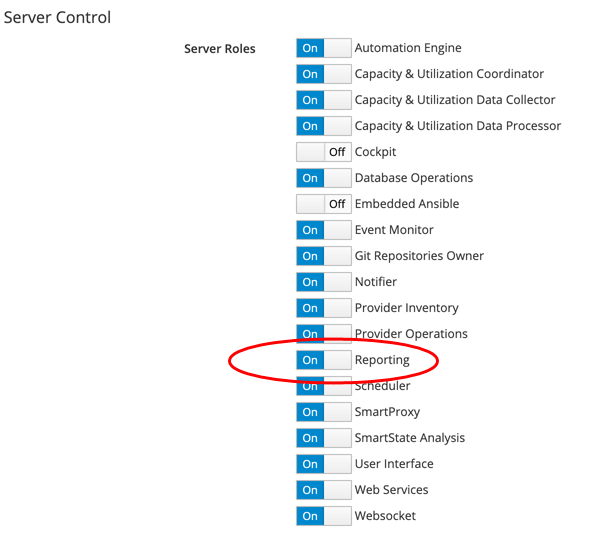 Server Control
Server Roles On Automation Engine
On Capacity & Utilization Coordinator
On Capacity & Utilization Data Collector
On Capacity & Utilization Data Processor
Off Cockpit
On Database Operations
Off Embedded Ansible
On Event Monitor
On Git Repositories Owner
On Notifier
On Provider Inventory
On Provider Operations
On Reporting
On Scheduler
On SmartProxy
On SmartState Analysis
On User Interface
On Web Services
On Websocket